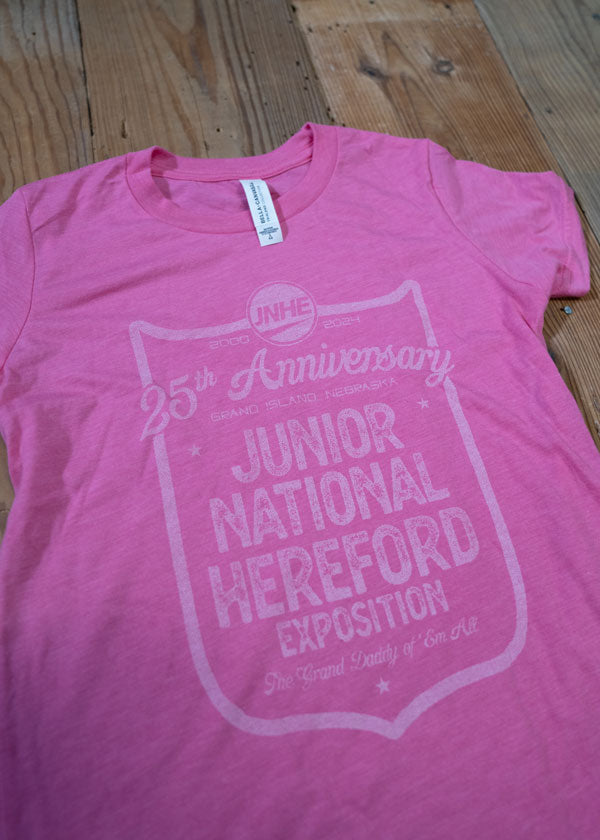 BELLA+CANVAS
JNHE
2000 2024
25th Anniversary
GRAND ISLAND, NEBRASKA
JUNIOR
NATIONAL
HEREFORD
EXPOSITION
The Grand Daddy of 'Em All